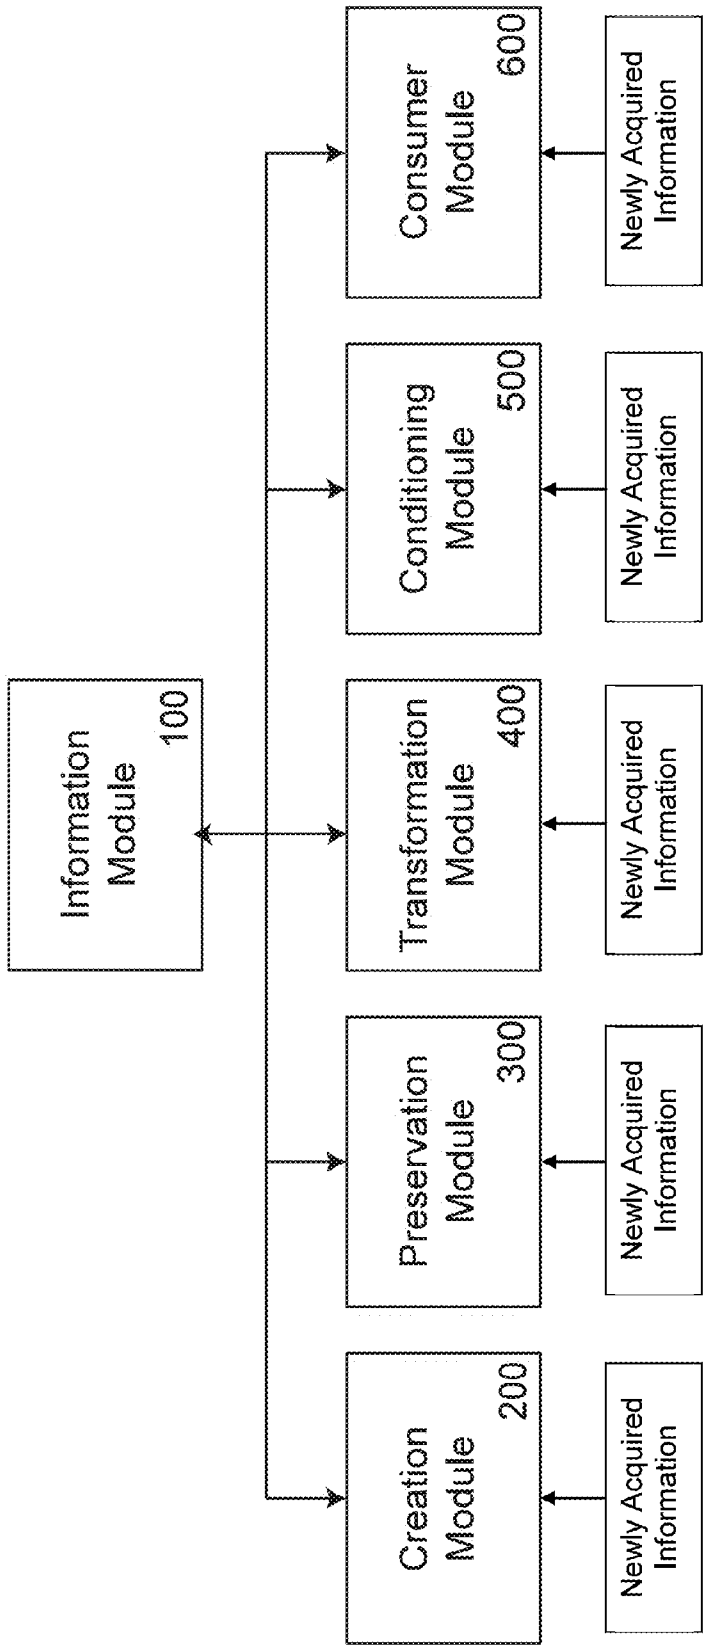 Information
Module
100
Creation
Module
200
Preservation
Module
300
Transformation
Module
400
Conditioning
Module
500
Consumer
Module
600
Newly Acquired
Information
Newly Acquired
Information
Newly Acquired
Information
Newly Acquired
Information
Newly Acquired
Information